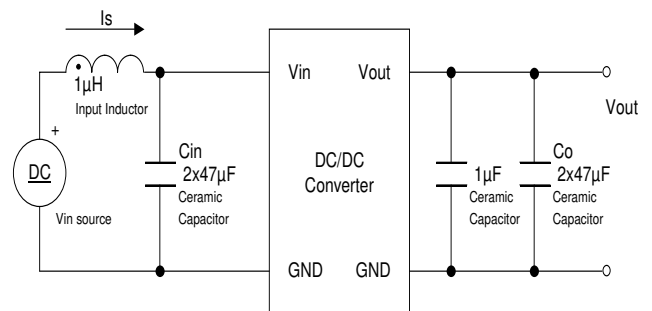 Is
1µH
Input Inductor
+
DC
Vin source
Cin
2x47µF
Ceramic
Capacitor
Vin
Vout
DC/DC
Converter
GND
GND
1µF
Ceramic
Capacitor
Co
2x47µF
Ceramic
Capacitor
Vout